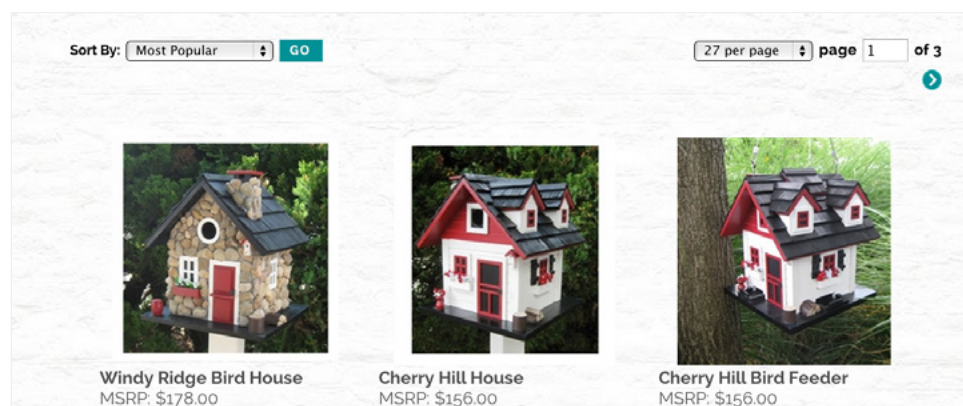 Sort By: Most Popular GO 27 per page page 1 of 3
Windy Ridge Bird House Cherry Hill House Cherry Hill Bird Feeder
MSRP: $178.00 MSRP: $156.00 MSRP: $156.00